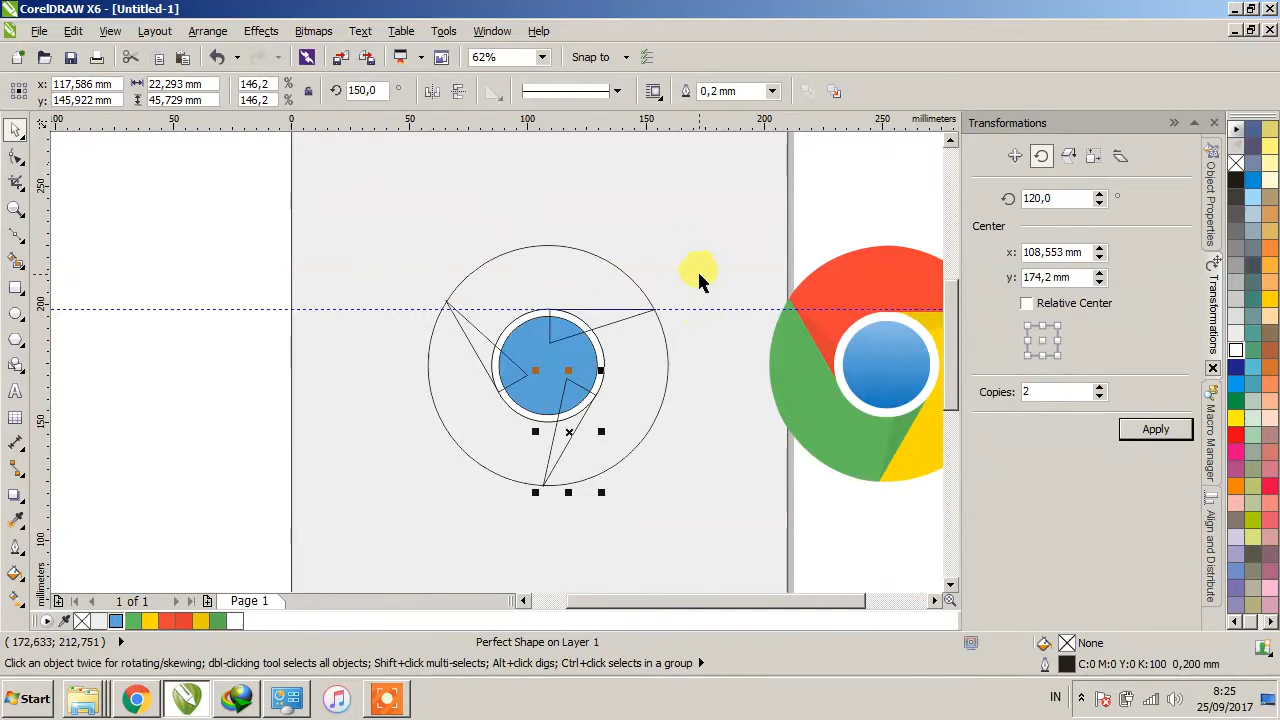 CorelDRAW X6 - [Untitled-1]
File Edit View Layout Arrange Effects Bitmaps Text Table Tools Window Help
62% Snap to
x: 117,586 mm 22,293 mm 146,2 % 150,0 ° 0,2 mm
y: 145,922 mm 45,729 mm 146,2 %
00 50 0 50 100 150 200 250 millimeters
250
200
150
100
millimeters
Transformations
120,0 °
Center
x: 108,553 mm
y: 174,2 mm
Relative Center
Copies: 2
Apply
Object Properties
Transformations
Macro Manager
Align and Distribute
1 of 1 Page 1
( 172,633; 212,751 ) Perfect Shape on Layer 1 None
Click an object twice for rotating/skewing; dbl-clicking tool selects all objects; Shift+click multi-selects; Alt+click digs; Ctrl+click selects in a group C:0 M:0 Y:0 K:100 0,200 mm
Start IN 8:25
25/09/2017